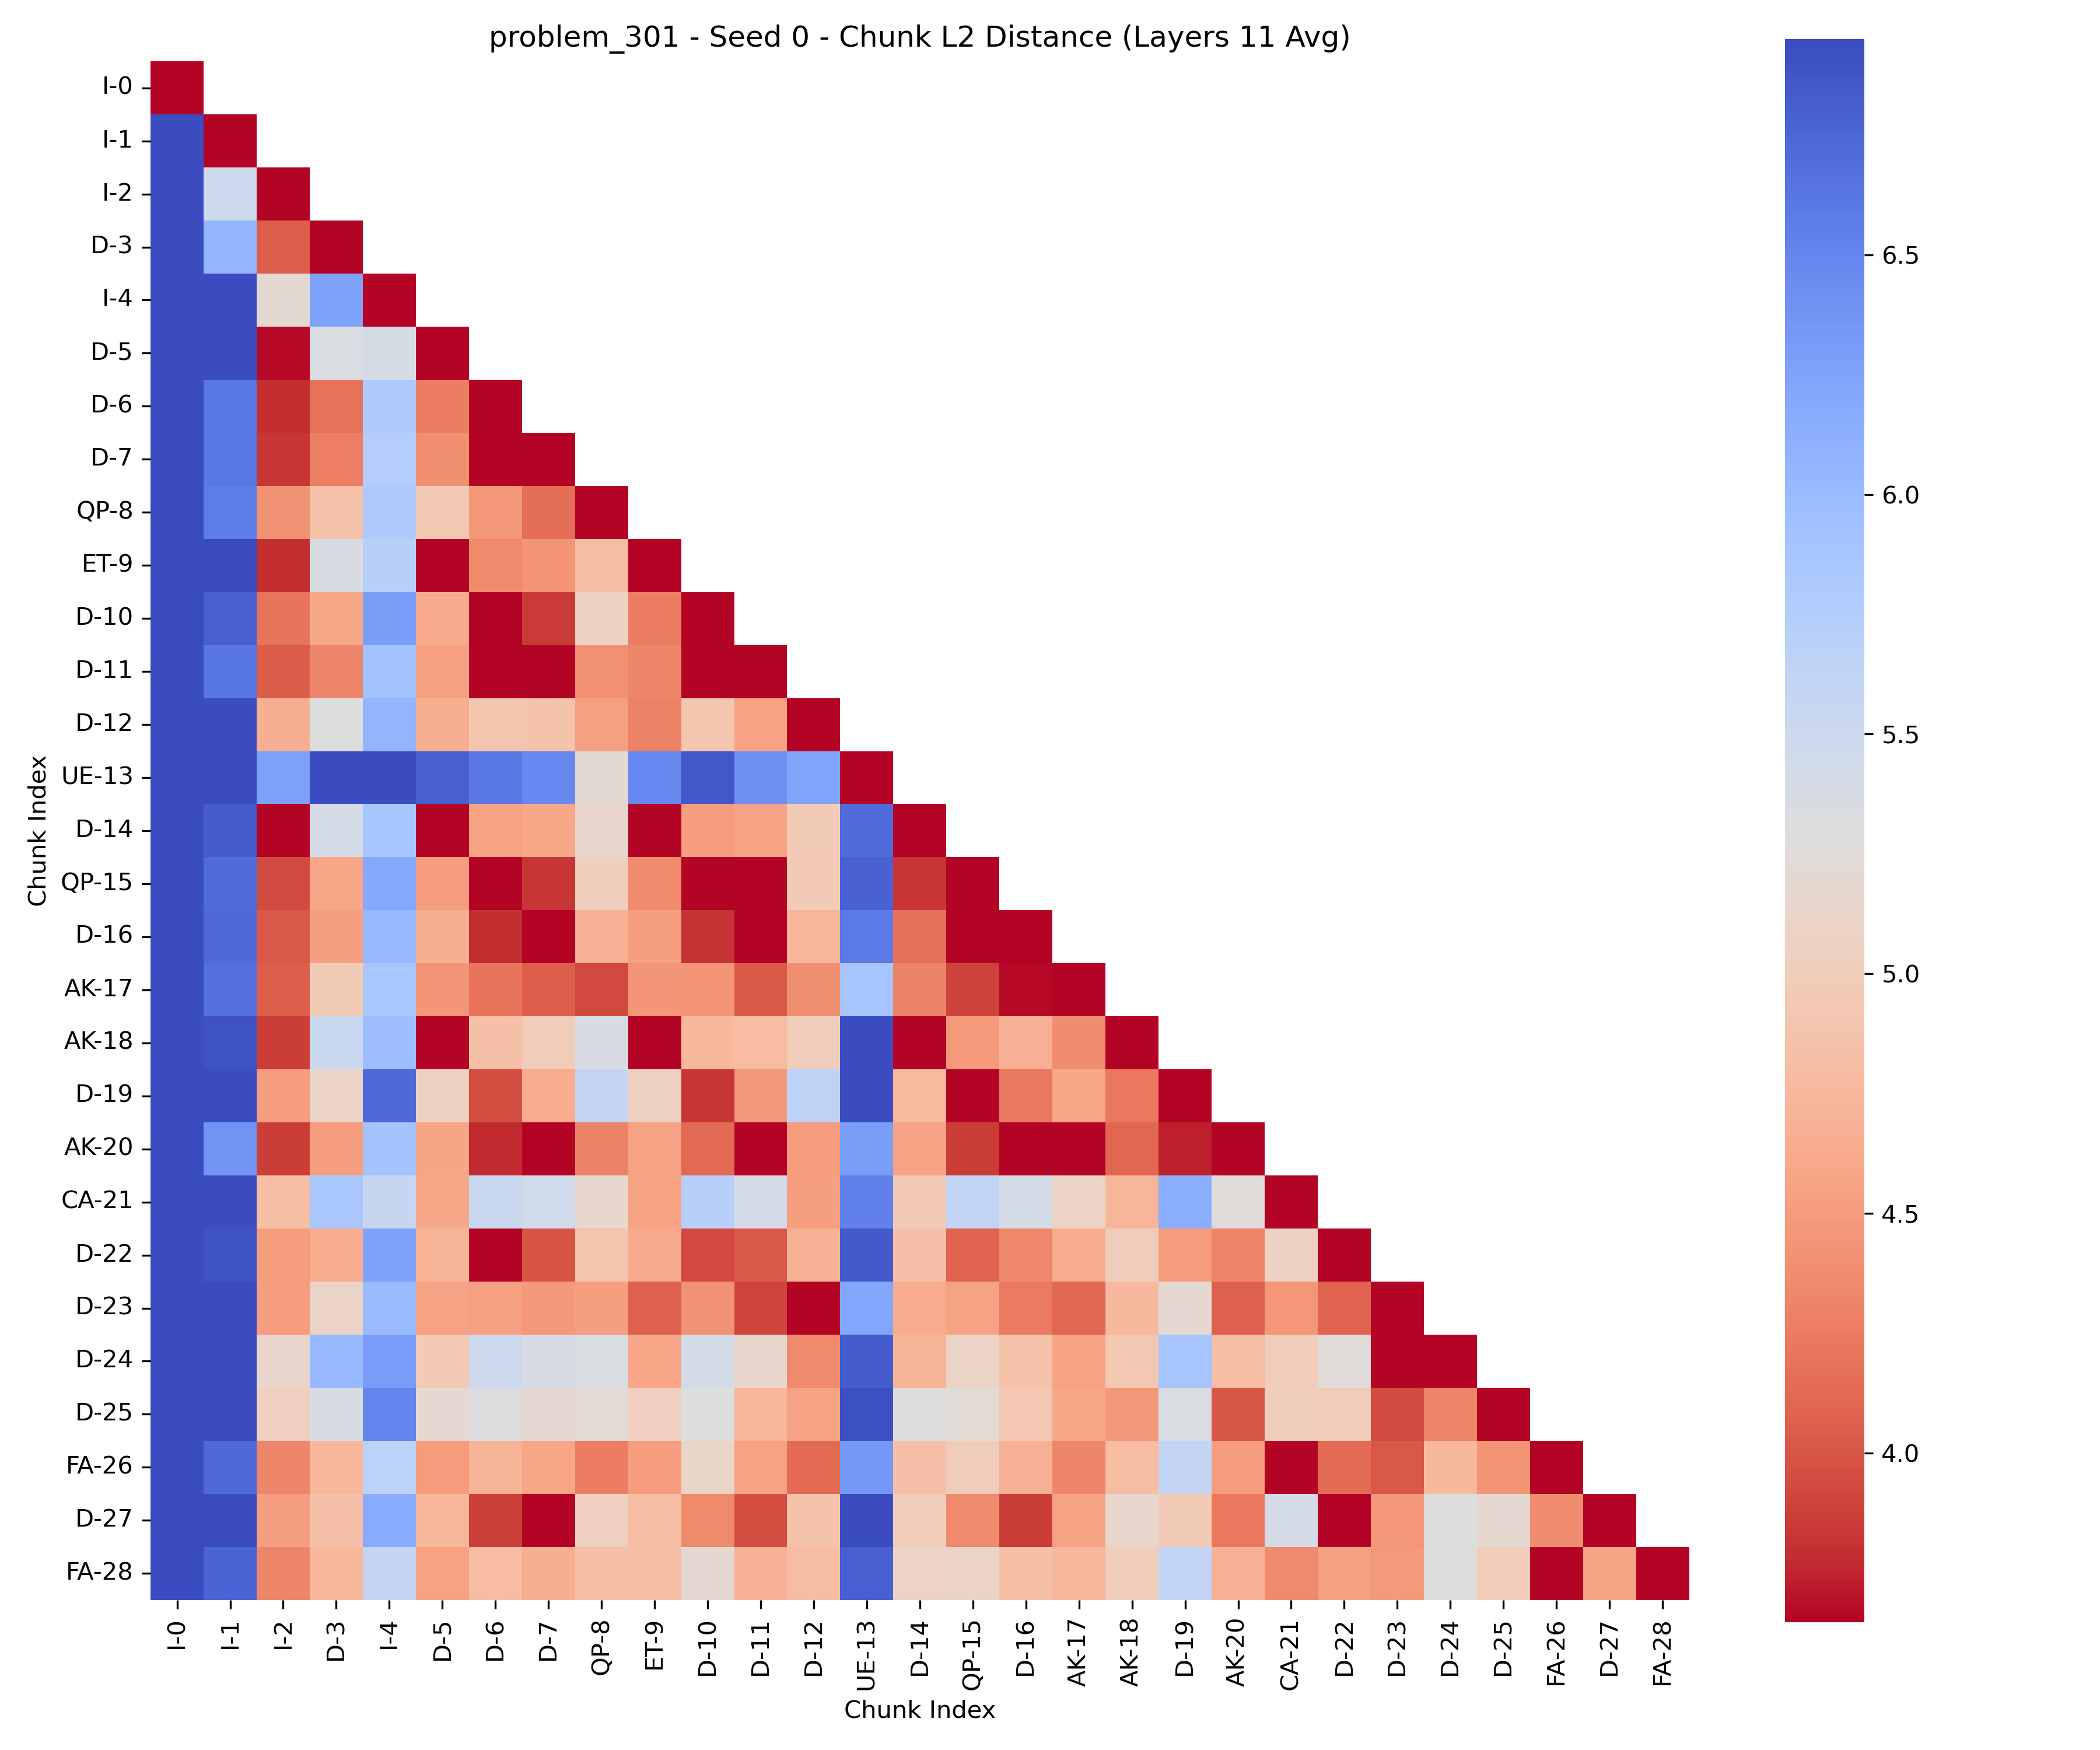 problem_301 - Seed 0 - Chunk L2 Distance (Layers 11 Avg)
I-0
I-1
I-2
D-3
I-4
D-5
D-6
D-7
QP-8
ET-9
D-10
D-11
D-12
UE-13
D-14
QP-15
D-16
AK-17
AK-18
D-19
AK-20
CA-21
D-22
D-23
D-24
D-25
FA-26
D-27
FA-28
Chunk Index
I-0 I-1 I-2 D-3 I-4 D-5 D-6 D-7 QP-8 ET-9 D-10 D-11 D-12 UE-13 D-14 QP-15 D-16 AK-17 AK-18 D-19 AK-20 CA-21 D-22 D-23 D-24 D-25 FA-26 D-27 FA-28
Chunk Index
6.5
6.0
5.5
5.0
4.5
4.0